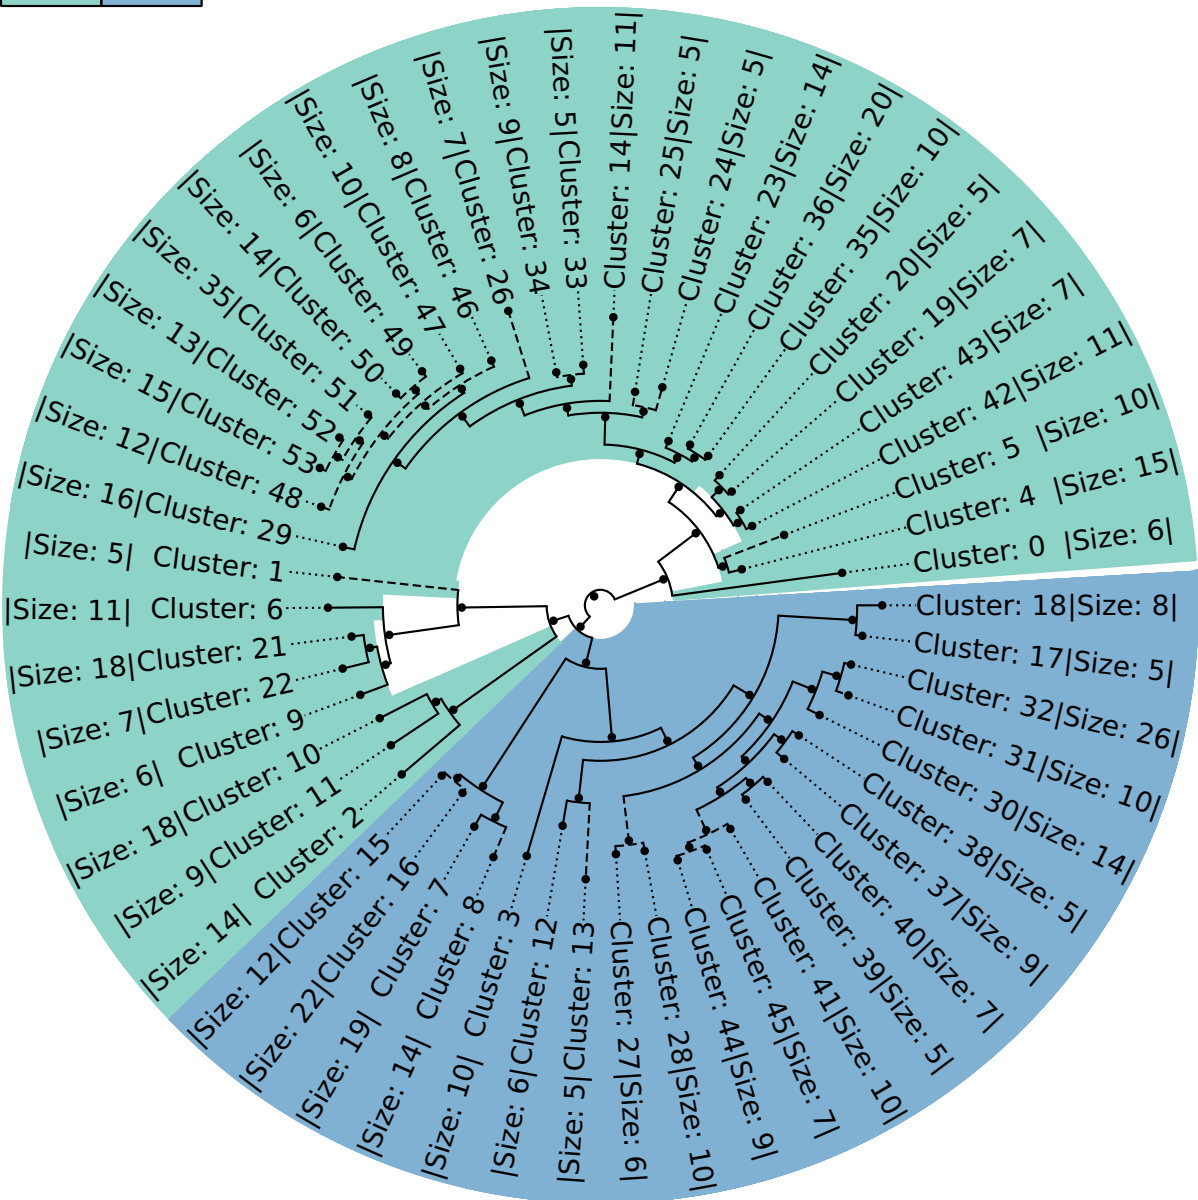 Cluster: 14|Size: 11|
Cluster: 25|Size: 5|
Cluster: 24|Size: 5|
Cluster: 23|Size: 14|
Cluster: 36|Size: 20|
Cluster: 35|Size: 10|
Cluster: 20|Size: 5|
Cluster: 19|Size: 7|
Cluster: 43|Size: 7|
Cluster: 42|Size: 11|
Cluster: 5 |Size: 10|
Cluster: 4 |Size: 15|
Cluster: 0 |Size: 6|
Cluster: 18|Size: 8|
Cluster: 17|Size: 5|
Cluster: 32|Size: 26|
Cluster: 31|Size: 10|
Cluster: 30|Size: 14|
Cluster: 38|Size: 5|
Cluster: 37|Size: 9|
Cluster: 40|Size: 7|
Cluster: 39|Size: 5|
Cluster: 41|Size: 10|
Cluster: 45|Size: 7|
Cluster: 44|Size: 9|
Cluster: 28|Size: 10|
Cluster: 27|Size: 6|
|Size: 5|Cluster: 13
|Size: 6|Cluster: 12
|Size: 10| Cluster: 3
|Size: 14| Cluster: 8
|Size: 19| Cluster: 7
|Size: 22|Cluster: 16
|Size: 12|Cluster: 15
|Size: 14| Cluster: 2
|Size: 9|Cluster: 11
|Size: 18|Cluster: 10
|Size: 6| Cluster: 9
|Size: 7|Cluster: 22
|Size: 18|Cluster: 21
|Size: 11| Cluster: 6
|Size: 5| Cluster: 1
|Size: 16|Cluster: 29
|Size: 12|Cluster: 48
|Size: 15|Cluster: 53
|Size: 13|Cluster: 52
|Size: 35|Cluster: 51
|Size: 14|Cluster: 50
|Size: 6|Cluster: 49
|Size: 10|Cluster: 47
|Size: 8|Cluster: 46
|Size: 7|Cluster: 26
|Size: 9|Cluster: 34
|Size: 5|Cluster: 33